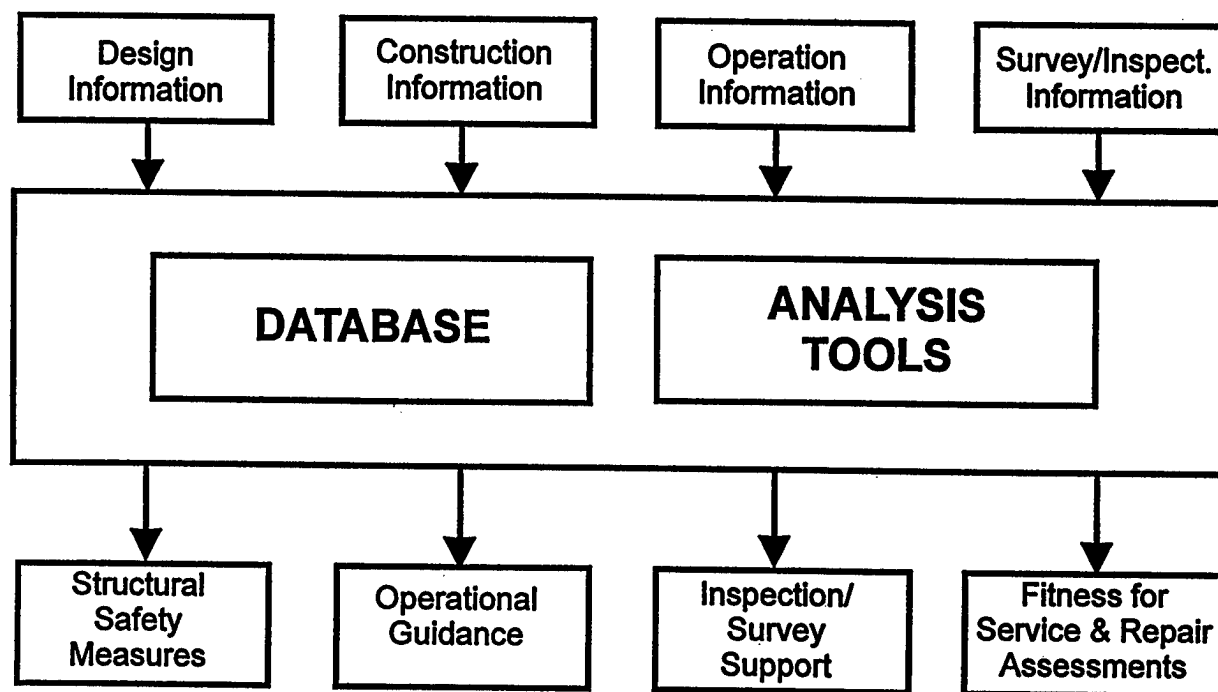 Design
Information
Construction
Information
Operation
Information
Survey/Inspect.
Information
DATABASE
ANALYSIS
TOOLS
Structural
Safety
Measures
Operational
Guidance
Inspection/
Survey
Support
Fitness for
Service & Repair
Assessments